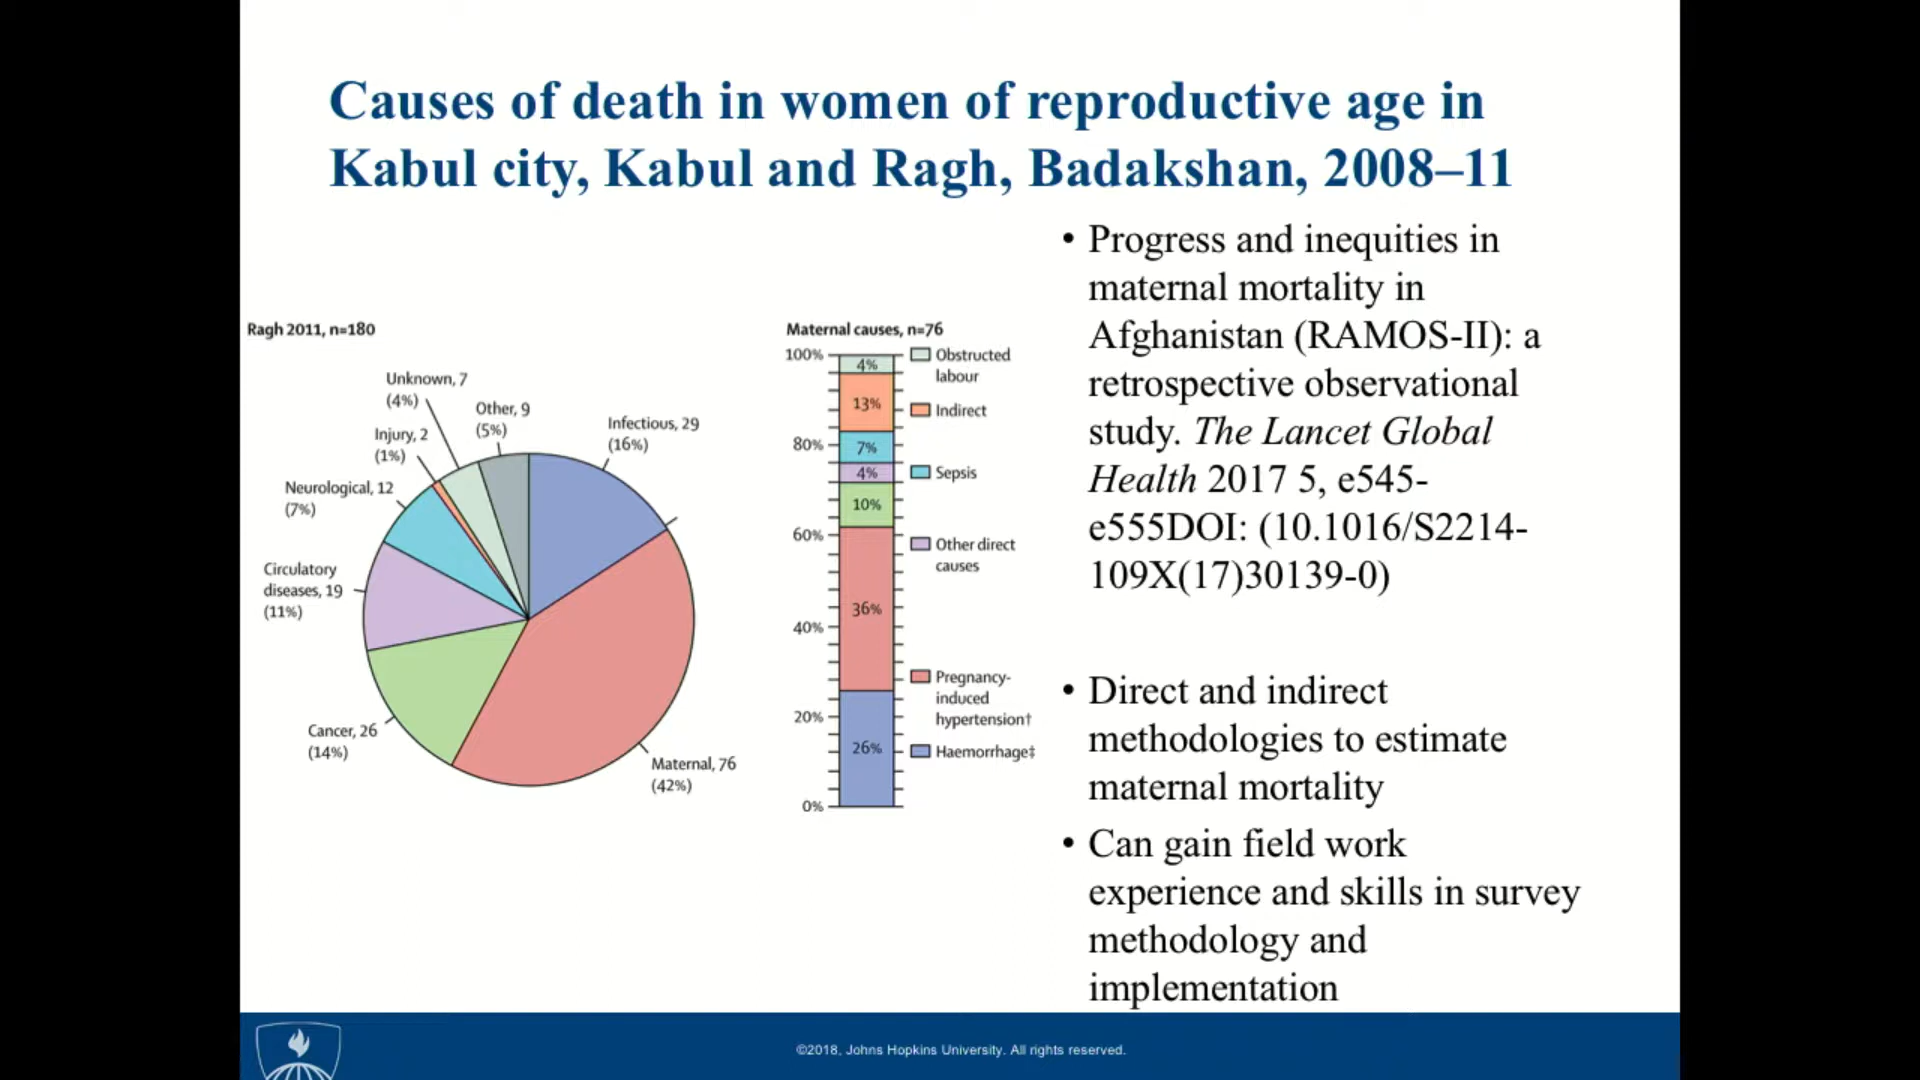 Causes of death in women of reproductive age in
Kabul city, Kabul and Ragh, Badakshan, 2008–11
Ragh 2011, n=180
Unknown, 7
(4%)
Other, 9
(5%)
Infectious, 29
(16%)
Injury, 2
(1%)
Neurological, 12
(7%)
Circulatory
diseases, 19
(11%)
Cancer, 26
(14%)
Maternal, 76
(42%)
Maternal causes, n=76
100%
80%
60%
40%
20%
0%
4%
13%
7%
4%
10%
36%
26%
Obstructed
labour
Indirect
Sepsis
Other direct
causes
Pregnancy-
induced
hypertension†
Haemorrhage‡
• Progress and inequities in
maternal mortality in
Afghanistan (RAMOS-II): a
retrospective observational
study. The Lancet Global
Health 2017 5, e545-
e555DOI: (10.1016/S2214-
109X(17)30139-0)
• Direct and indirect
methodologies to estimate
maternal mortality
• Can gain field work
experience and skills in survey
methodology and
implementation
©2018, Johns Hopkins University. All rights reserved.